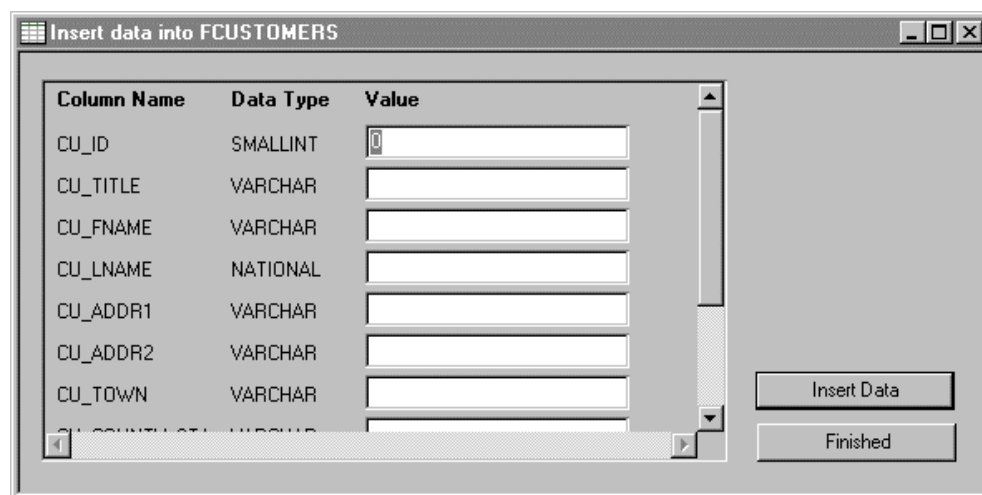 Insert data into FCUSTOMERS
Column Name Data Type Value
CU_ID SMALLINT 0
CU_TITLE VARCHAR
CU_FNAME VARCHAR
CU_LNAME NATIONAL
CU_ADDR1 VARCHAR
CU_ADDR2 VARCHAR
CU_TOWN VARCHAR
Insert Data
Finished